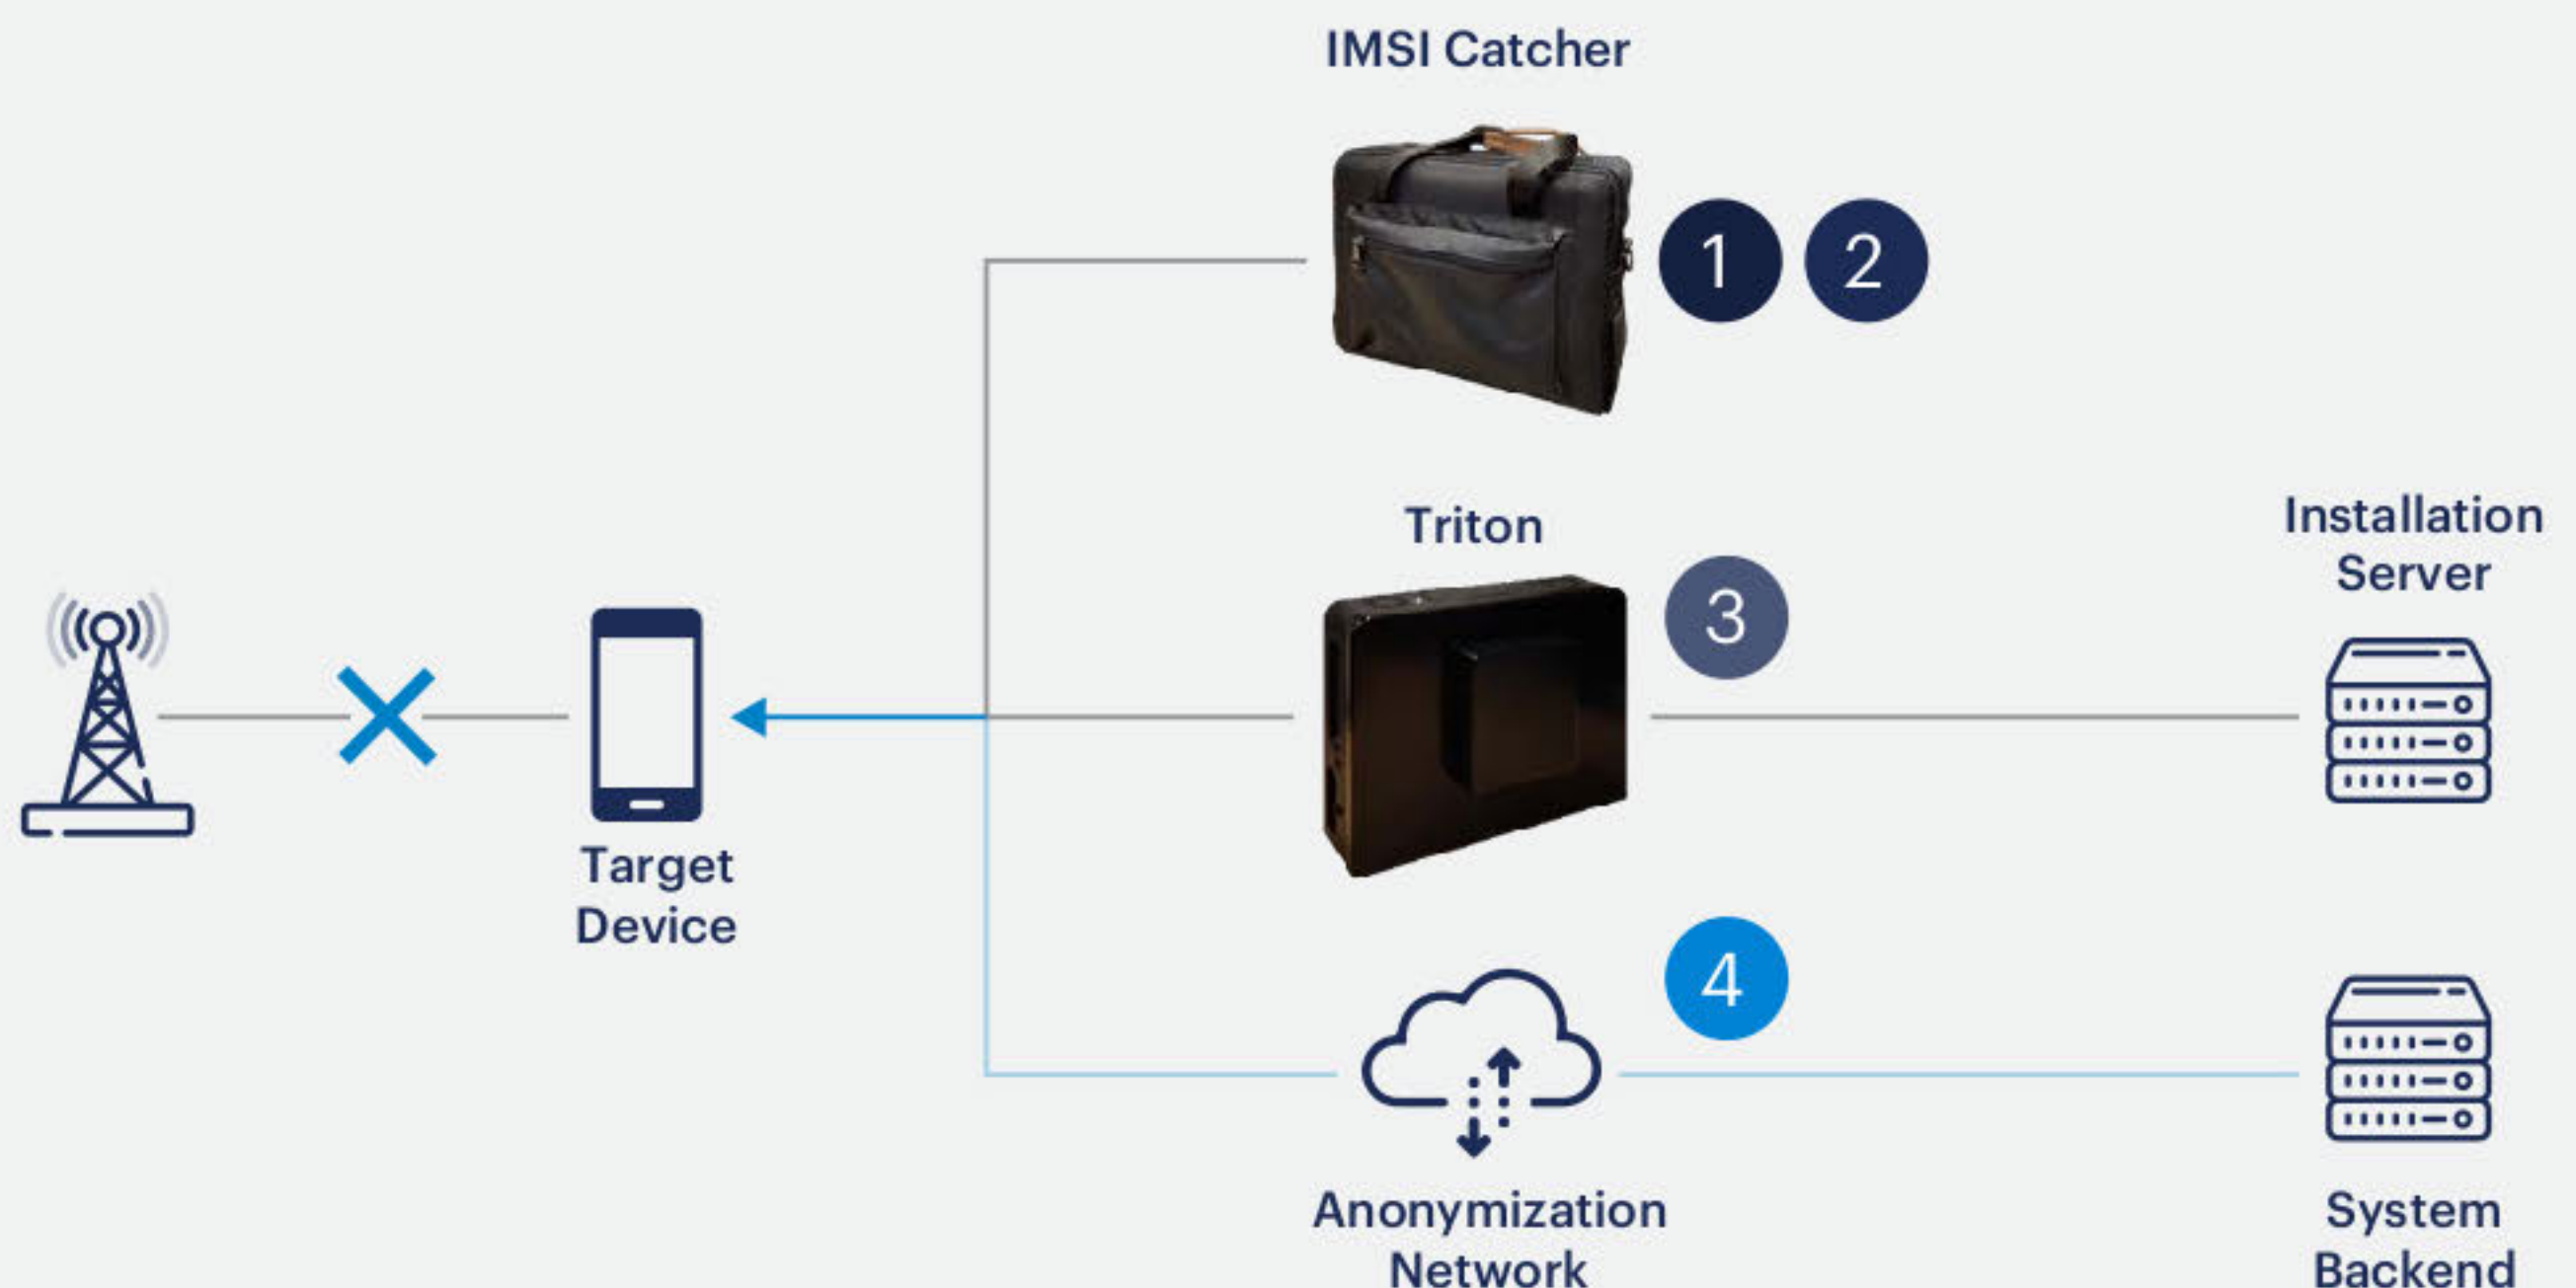 IMSI Catcher
1
2
Triton
3
Installation
Server
Target
Device
4
Anonymization
Network
System
Backend